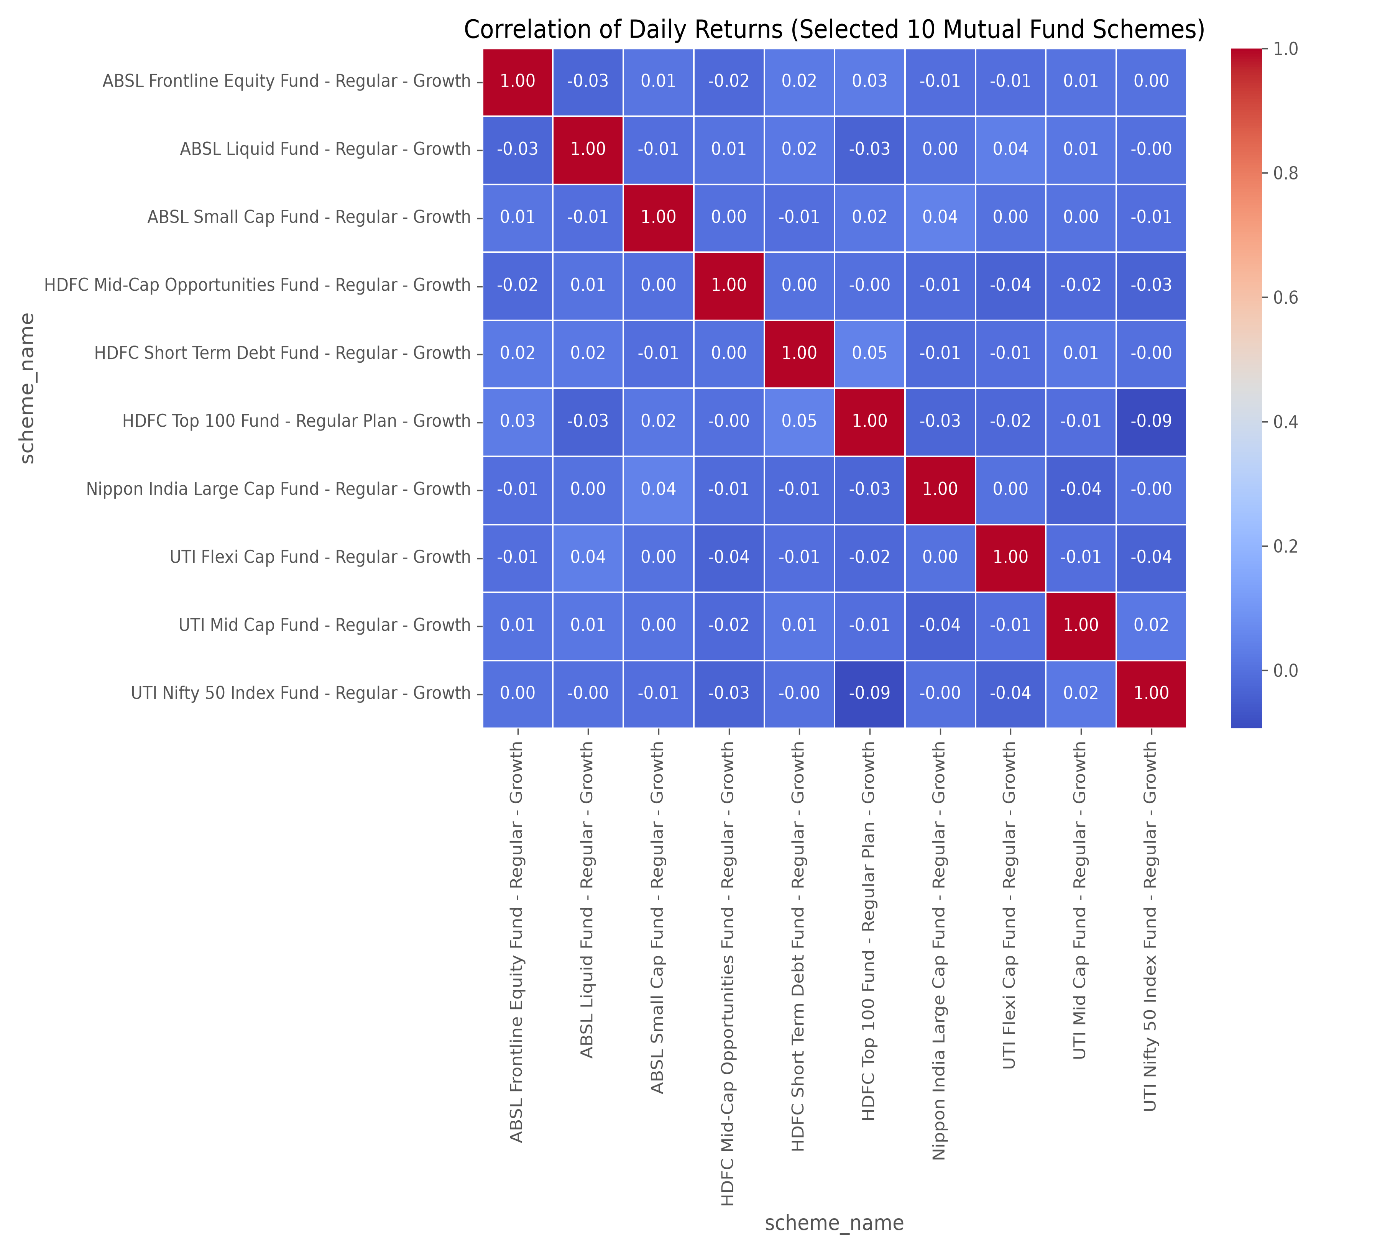 Correlation of Daily Returns (Selected 10 Mutual Fund Schemes)
ABSL Frontline Equity Fund - Regular - Growth 1.00 -0.03 0.01 -0.02 0.02 0.03 -0.01 -0.01 0.01 0.00
ABSL Liquid Fund - Regular - Growth -0.03 1.00 -0.01 0.01 0.02 -0.03 0.00 0.04 0.01 -0.00
ABSL Small Cap Fund - Regular - Growth 0.01 -0.01 1.00 0.00 -0.01 0.02 0.04 0.00 0.00 -0.01
HDFC Mid-Cap Opportunities Fund - Regular - Growth -0.02 0.01 0.00 1.00 0.00 -0.00 -0.01 -0.04 -0.02 -0.03
HDFC Short Term Debt Fund - Regular - Growth 0.02 0.02 -0.01 0.00 1.00 0.05 -0.01 -0.01 0.01 -0.00
HDFC Top 100 Fund - Regular Plan - Growth 0.03 -0.03 0.02 -0.00 0.05 1.00 -0.03 -0.02 -0.01 -0.09
Nippon India Large Cap Fund - Regular - Growth -0.01 0.00 0.04 -0.01 -0.01 -0.03 1.00 0.00 -0.04 -0.00
UTI Flexi Cap Fund - Regular - Growth -0.01 0.04 0.00 -0.04 -0.01 -0.02 0.00 1.00 -0.01 -0.04
UTI Mid Cap Fund - Regular - Growth 0.01 0.01 0.00 -0.02 0.01 -0.01 -0.04 -0.01 1.00 0.02
UTI Nifty 50 Index Fund - Regular - Growth 0.00 -0.00 -0.01 -0.03 -0.00 -0.09 -0.00 -0.04 0.02 1.00
scheme_name
ABSL Frontline Equity Fund - Regular - Growth
ABSL Liquid Fund - Regular - Growth
ABSL Small Cap Fund - Regular - Growth
HDFC Mid-Cap Opportunities Fund - Regular - Growth
HDFC Short Term Debt Fund - Regular - Growth
HDFC Top 100 Fund - Regular Plan - Growth
Nippon India Large Cap Fund - Regular - Growth
UTI Flexi Cap Fund - Regular - Growth
UTI Mid Cap Fund - Regular - Growth
UTI Nifty 50 Index Fund - Regular - Growth
scheme_name
1.0
0.8
0.6
0.4
0.2
0.0